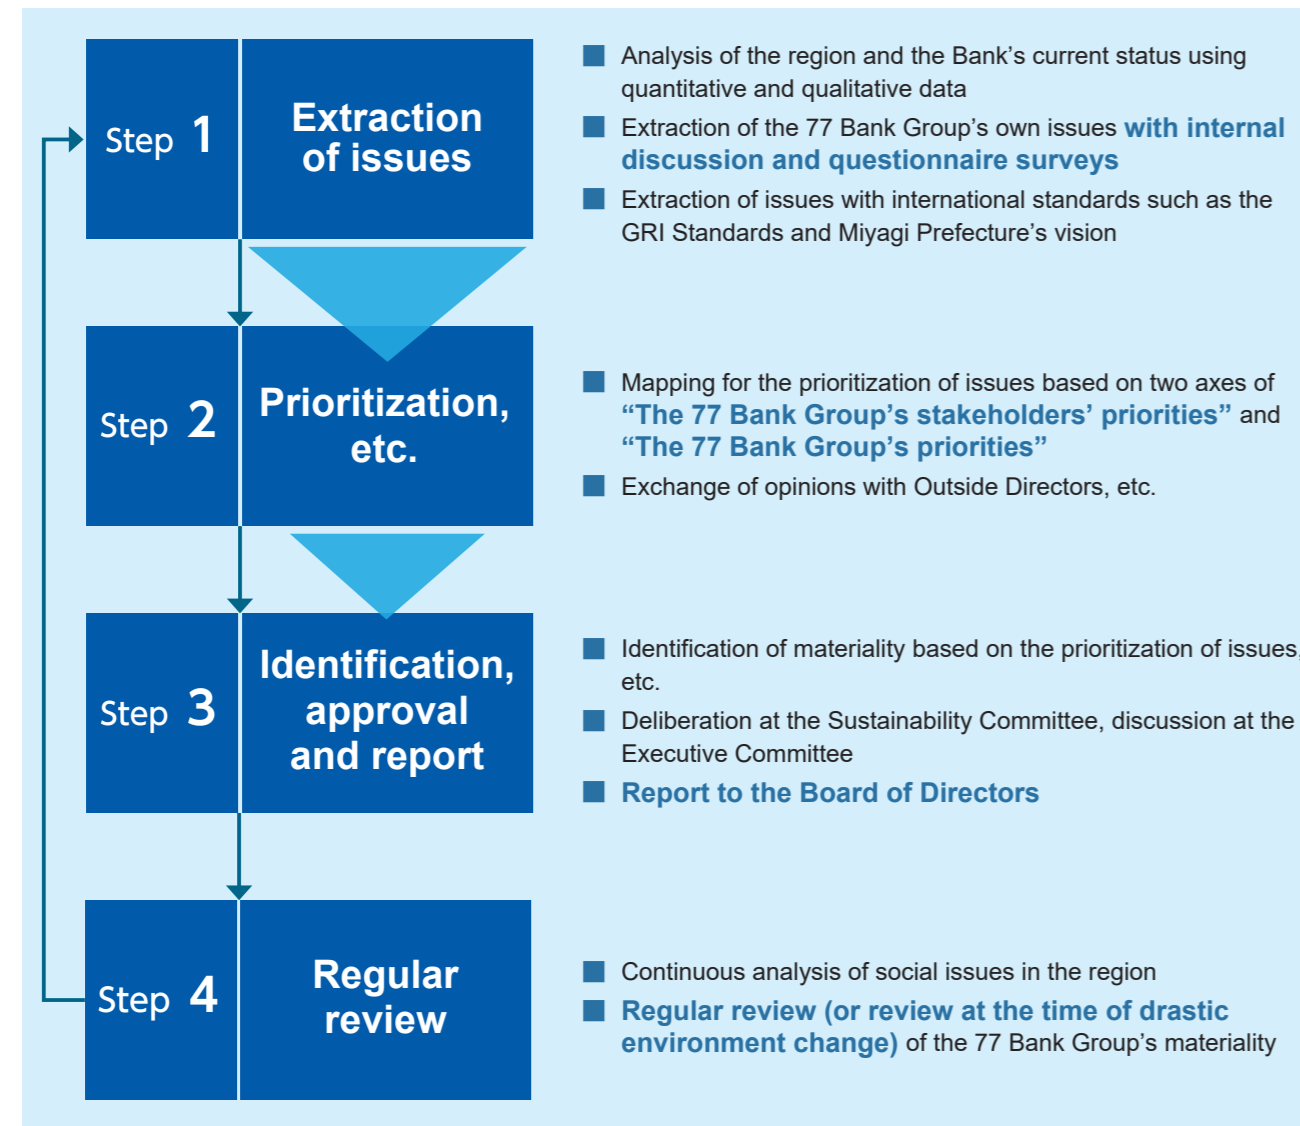 Step 1
Extraction
of issues
■ Analysis of the region and the Bank's current status using
quantitative and qualitative data
■ Extraction of the 77 Bank Group's own issues with internal
discussion and questionnaire surveys
■ Extraction of issues with international standards such as the
GRI Standards and Miyagi Prefecture's vision
Step 2
Prioritization,
etc.
■ Mapping for the prioritization of issues based on two axes of
“The 77 Bank Group’s stakeholders’ priorities” and
“The 77 Bank Group’s priorities”
■ Exchange of opinions with Outside Directors, etc.
Step 3
Identification,
approval
and report
■ Identification of materiality based on the prioritization of issues,
etc.
■ Deliberation at the Sustainability Committee, discussion at the
Executive Committee
■ Report to the Board of Directors
Step 4
Regular
review
■ Continuous analysis of social issues in the region
■ Regular review (or review at the time of drastic
environment change) of the 77 Bank Group’s materiality